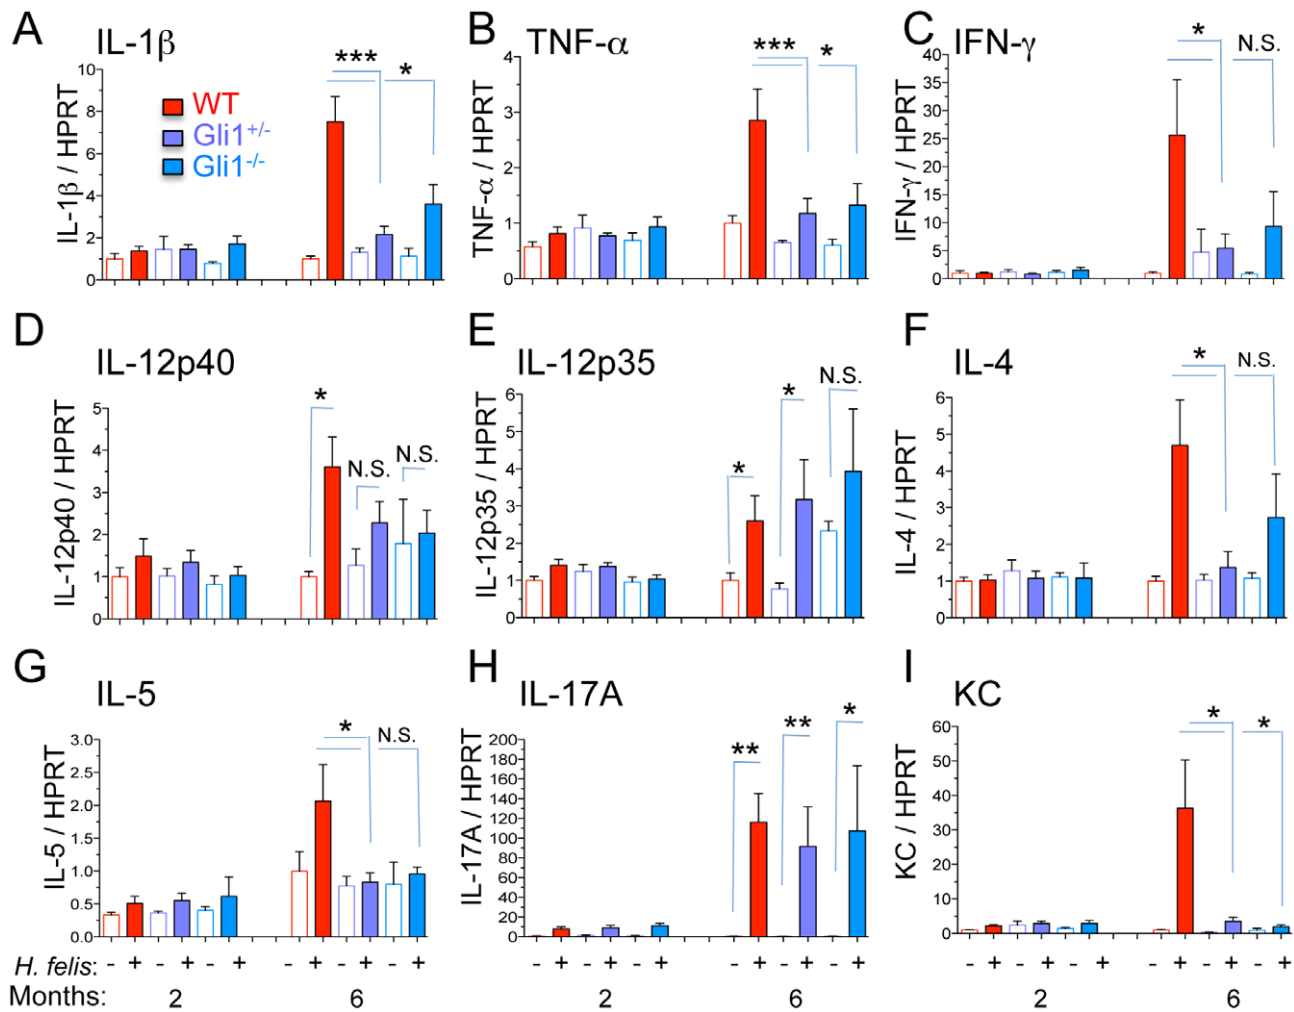 A IL-1β
IL-1β / HPRT
10
8
6
4
2
0
WT
Gli1+/-
Gli1-/-
*** *
B TNF-α
TNF-α / HPRT
4
3
2
1
0
*** *
C IFN-γ
IFN-γ / HPRT
40
35
30
25
20
15
10
5
0
* N.S.
D IL-12p40
IL-12p40 / HPRT
5
4
3
2
1
0
* N.S. N.S.
E IL-12p35
IL-12p35 / HPRT
6
5
4
3
2
1
0
* * N.S.
F IL-4
IL-4 / HPRT
6
5
4
3
2
1
0
* N.S.
G IL-5
IL-5 / HPRT
3.0
2.5
2.0
1.5
1.0
0.5
0.0
* N.S.
H IL-17A
IL-17A / HPRT
200
180
160
140
120
100
80
60
40
20
0
** ** *
I KC
KC / HPRT
60
50
40
30
20
10
0
* *
H. felis: - + - + - + - + - + - + - + - + - + - + - + - + - + - + - + - + - + - +
Months: 2 6 2 6 2 6